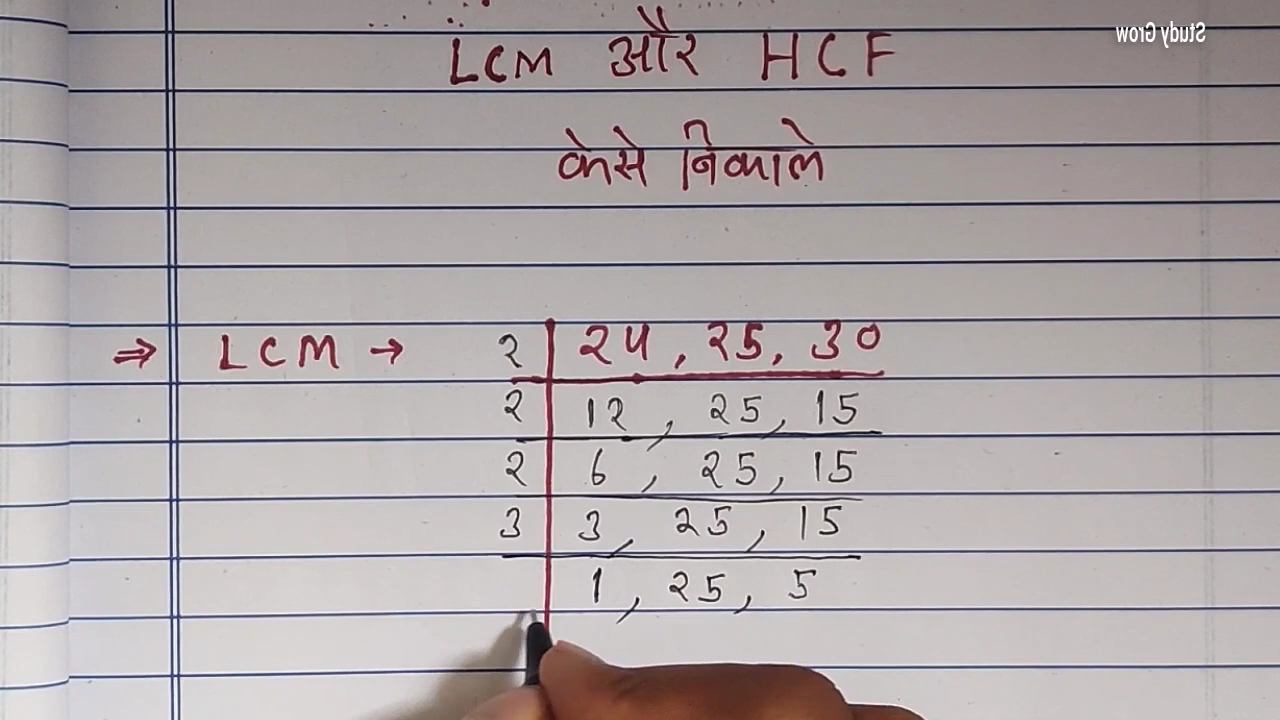 Study Grow
LCM और HCF
केसे निकाले
⇒ LCM → 2 | 24, 25, 30
2 | 12, 25, 15
2 | 6, 25, 15
3 | 3, 25, 15
1, 25, 5